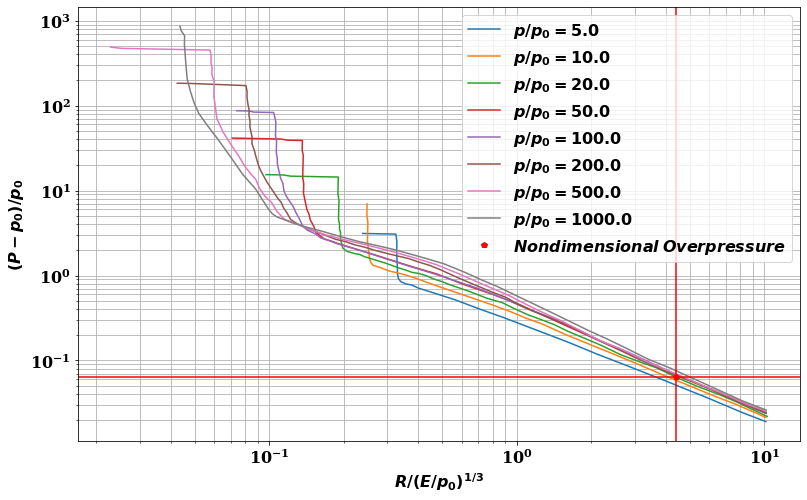 10³
10²
10¹
10⁰
10⁻¹
(P − p₀)/p₀
p/p₀ = 5.0
p/p₀ = 10.0
p/p₀ = 20.0
p/p₀ = 50.0
p/p₀ = 100.0
p/p₀ = 200.0
p/p₀ = 500.0
p/p₀ = 1000.0
Nondimensional Overpressure
10⁻¹ 10⁰ 10¹
R/(E/p₀)¹ᐟ³